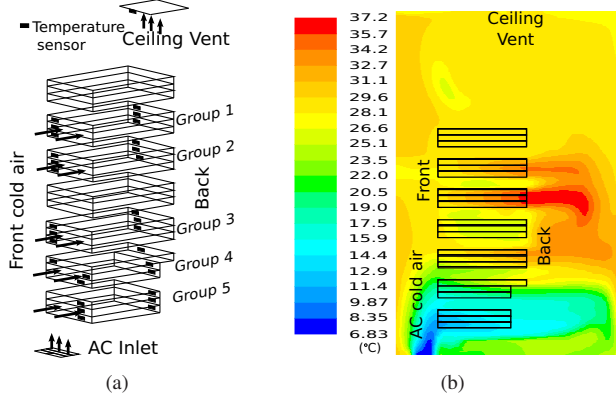 Temperature
sensor
Ceiling Vent
Group 1
Group 2
Group 3
Group 4
Group 5
Front cold air
Back
AC Inlet
(a)
37.2
35.7
34.2
32.7
31.1
29.6
28.1
26.6
25.1
23.5
22.0
20.5
19.0
17.5
15.9
14.4
12.9
11.4
9.87
8.35
6.83
(°C)
Ceiling
Vent
Front
Back
AC cold air
(b)